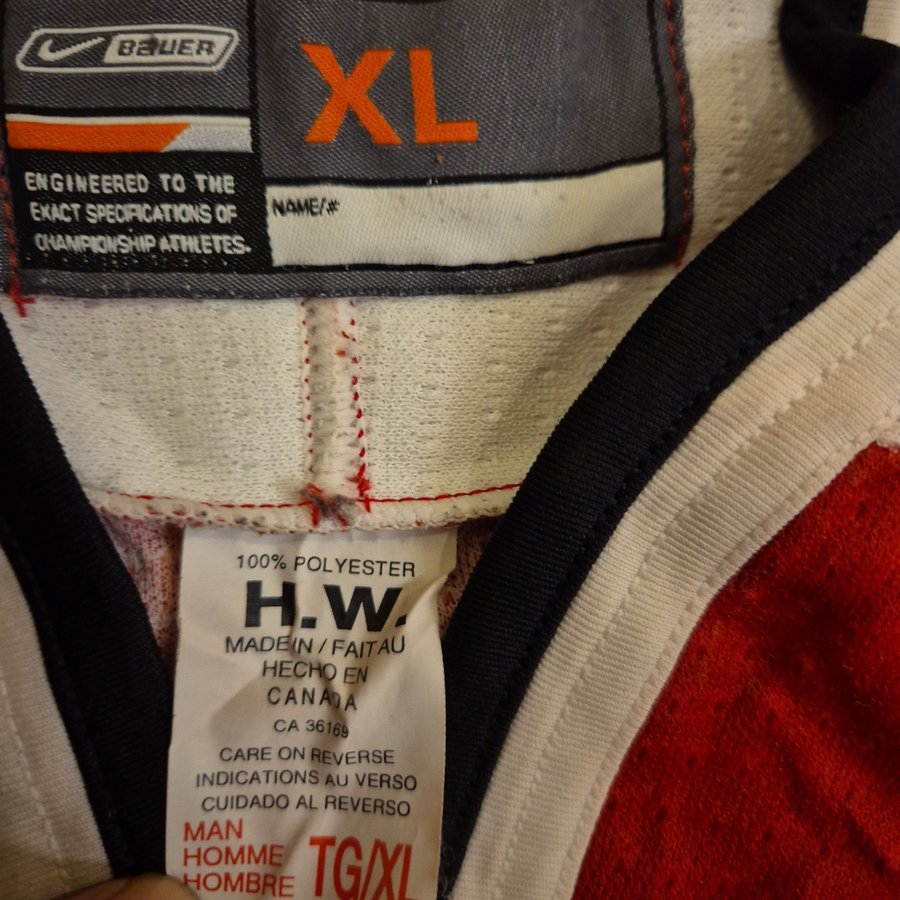 BAUER
XL
ENGINEERED TO THE
EXACT SPECIFICATIONS OF
CHAMPIONSHIP ATHLETES.
NAME/#
100% POLYESTER
H.W.
MADE IN / FAIT AU
HECHO EN
CANADA
CA 36169
CARE ON REVERSE
INDICATIONS AU VERSO
CUIDADO AL REVERSO
MAN
HOMME
HOMBRE
TG/XL